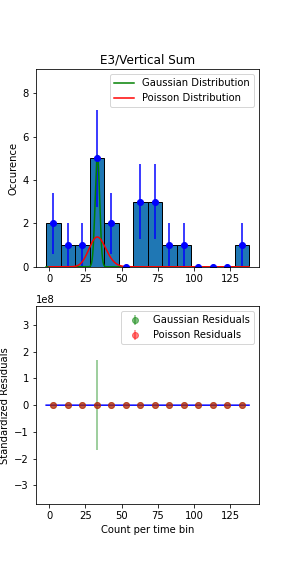 E3/Vertical Sum
Gaussian Distribution
Poisson Distribution
Occurence
8
6
4
2
0
0 25 50 75 100 125
1e8
Gaussian Residuals
Poisson Residuals
Standardized Residuals
3
2
1
0
−1
−2
−3
0 25 50 75 100 125
Count per time bin